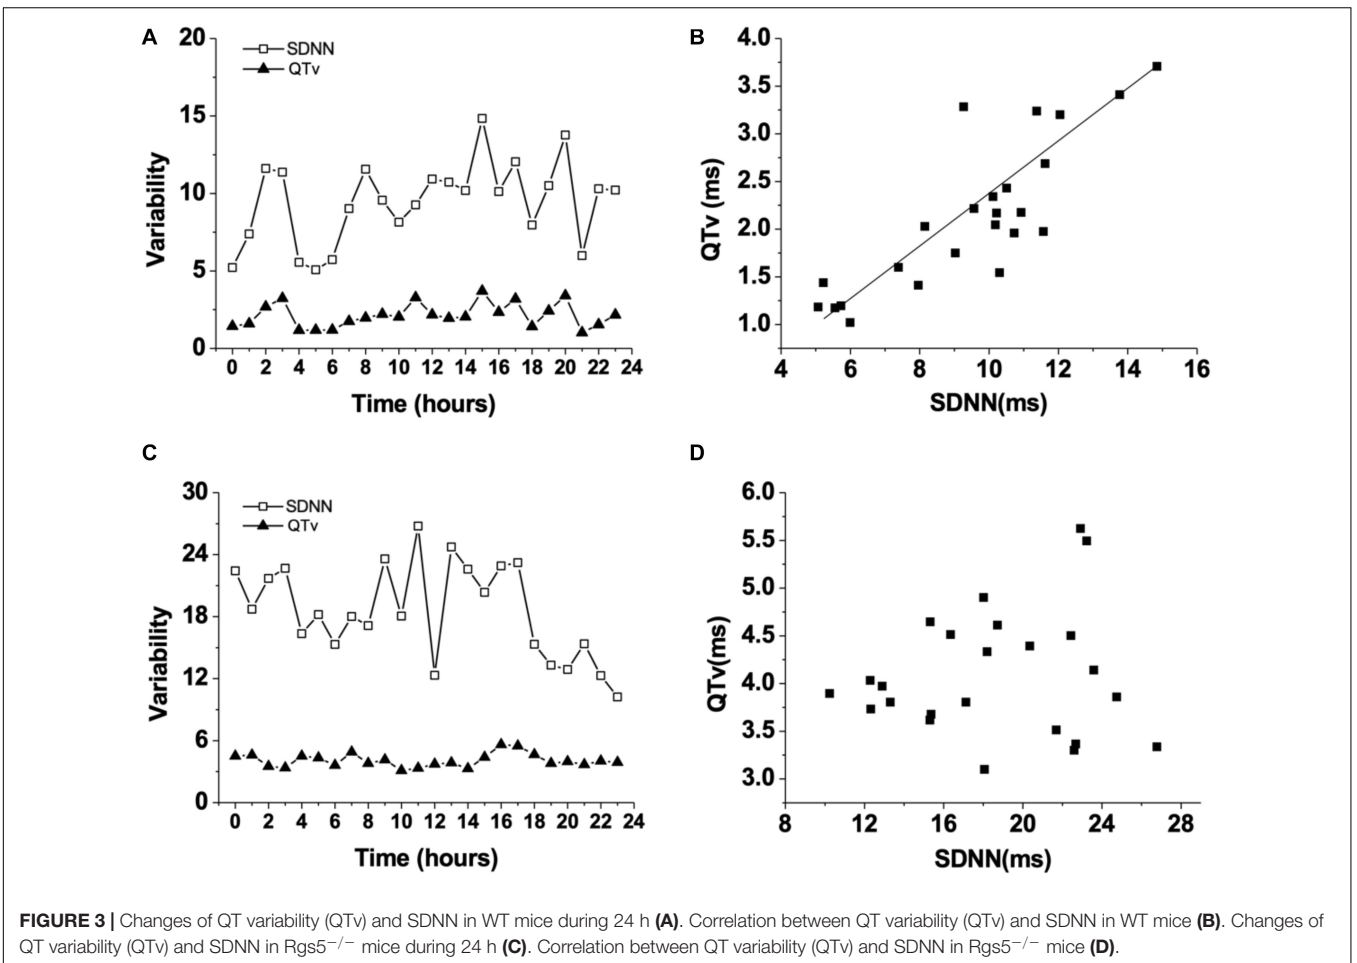 A
20
15
10
5
0
Variability
SDNN
QTv
0 2 4 6 8 10 12 14 16 18 20 22 24
Time (hours)
B
4.0
3.5
3.0
2.5
2.0
1.5
1.0
QTv (ms)
4 6 8 10 12 14 16
SDNN(ms)
C
30
24
18
12
6
0
Variability
SDNN
QTv
0 2 4 6 8 10 12 14 16 18 20 22 24
Time (hours)
D
6.0
5.5
5.0
4.5
4.0
3.5
3.0
QTv(ms)
8 12 16 20 24 28
SDNN(ms)
FIGURE 3 | Changes of QT variability (QTv) and SDNN in WT mice during 24 h (A). Correlation between QT variability (QTv) and SDNN in WT mice (B). Changes of
QT variability (QTv) and SDNN in Rgs5−/− mice during 24 h (C). Correlation between QT variability (QTv) and SDNN in Rgs5−/− mice (D).